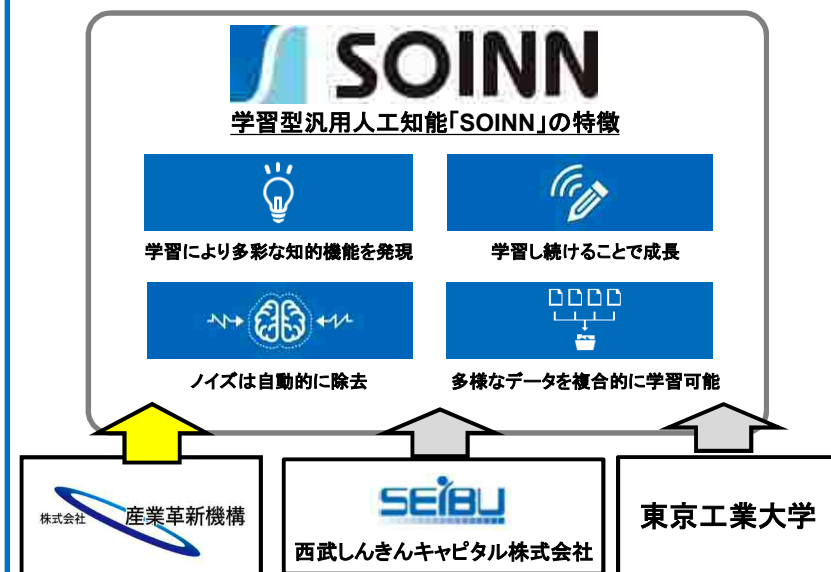 SOINN
学習型汎用人工知能「SOINN」の特徴
学習により多彩な知的機能を発現
学習し続けることで成長
ノイズは自動的に除去
多様なデータを複合的に学習可能
株式会社 産業革新機構
SEIBU
西武しんきんキャピタル株式会社
東京工業大学